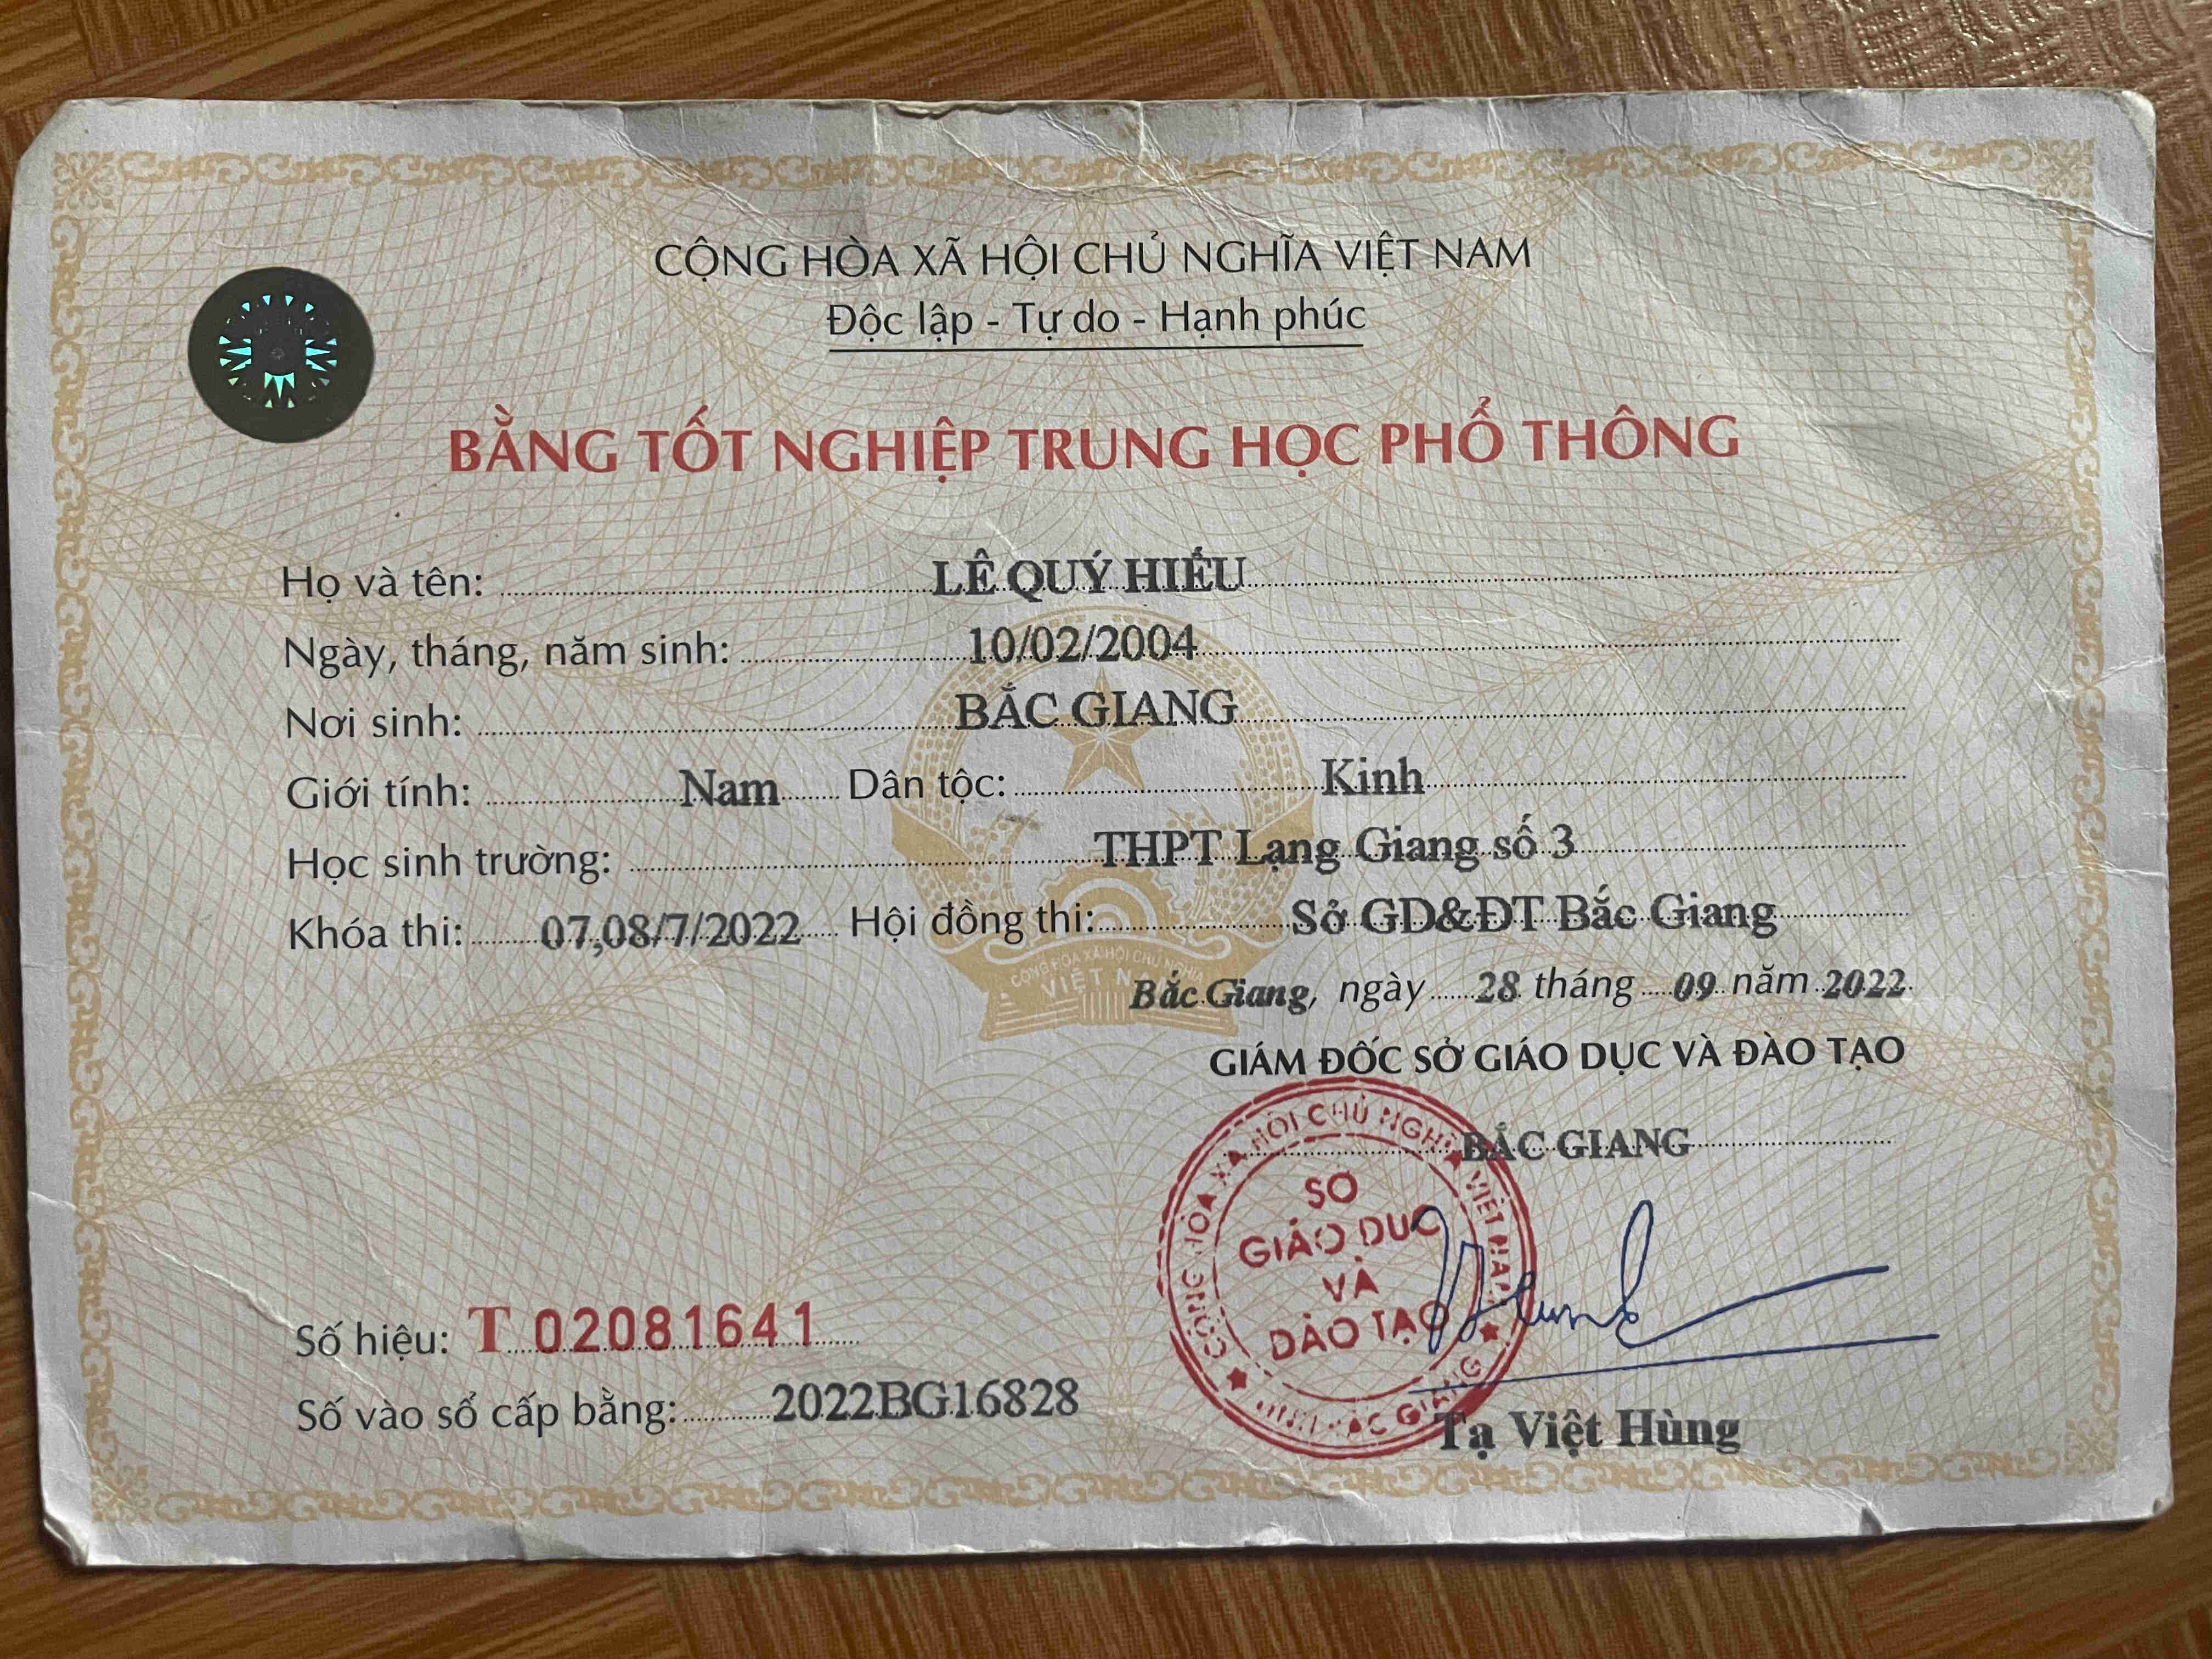 CỘNG HÒA XÃ HỘI CHỦ NGHĨA VIỆT NAM
Độc lập - Tự do - Hạnh phúc
BẰNG TỐT NGHIỆP TRUNG HỌC PHỔ THÔNG
Họ và tên: LÊ QUÝ HIẾU
Ngày, tháng, năm sinh: 10/02/2004
Nơi sinh: BẮC GIANG
Giới tính: Nam Dân tộc: Kinh
Học sinh trường: THPT Lạng Giang số 3
Khóa thi: 07,08/7/2022 Hội đồng thi: Sở GD&ĐT Bắc Giang
CỘNG HÒA XÃ HỘI CHỦ NGHĨA
VIỆT NAM
Bắc Giang, ngày 28 tháng 09 năm 2022
GIÁM ĐỐC SỞ GIÁO DỤC VÀ ĐÀO TẠO
BẮC GIANG
CỘNG HÒA XÃ HỘI CHỦ NGHĨA VIỆT NAM
SỞ
GIÁO DỤC
VÀ
ĐÀO TẠO
TỈNH BẮC GIANG
Số hiệu: T 02081641
Số vào sổ cấp bằng: 2022BG16828
Tạ Việt Hùng